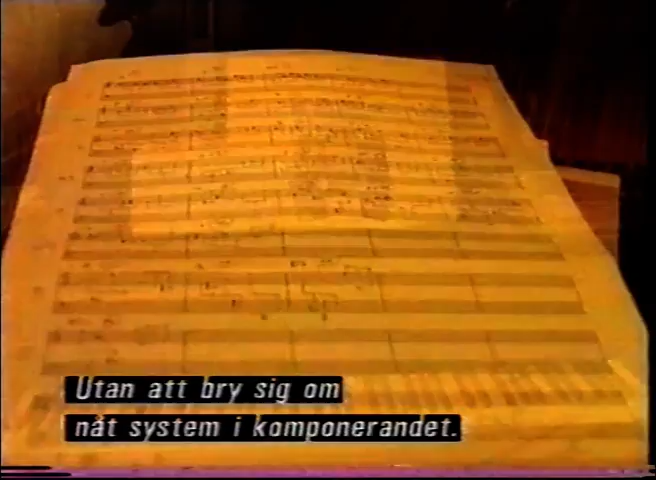 Utan att bry sig om
nåt system i komponerandet.